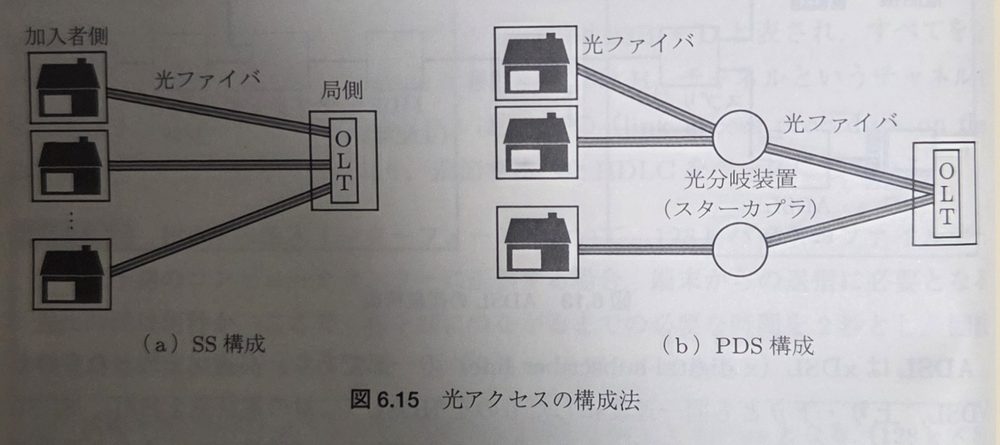 加入者側
光ファイバ
局側
OLT
⋮
(a) SS 構成
光ファイバ
光ファイバ
光分岐装置
(スターカプラ)
OLT
(b) PDS 構成
図 6.15 光アクセスの構成法